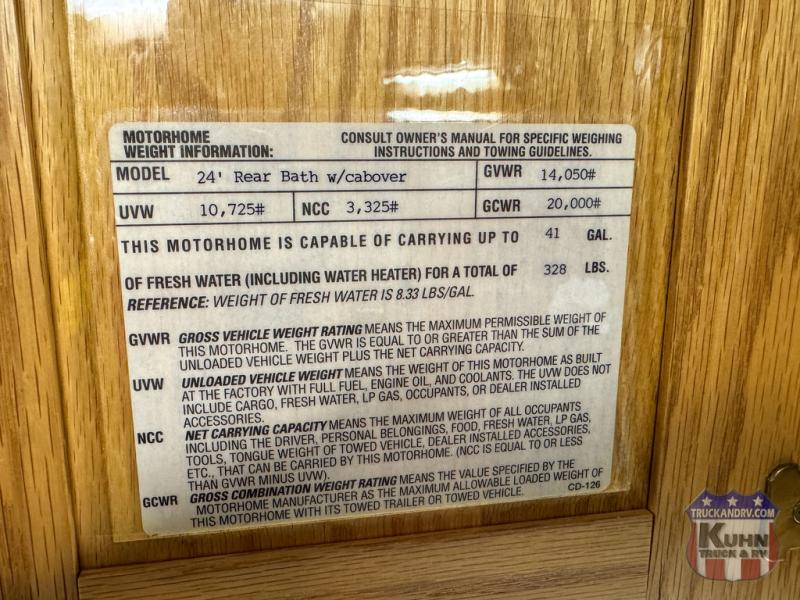 MOTORHOME
WEIGHT INFORMATION:
CONSULT OWNER'S MANUAL FOR SPECIFIC WEIGHING
INSTRUCTIONS AND TOWING GUIDELINES.
MODEL 24' Rear Bath w/cabover GVWR 14,050#
UVW 10,725# NCC 3,325# GCWR 20,000#
THIS MOTORHOME IS CAPABLE OF CARRYING UP TO 41 GAL.
OF FRESH WATER (INCLUDING WATER HEATER) FOR A TOTAL OF 328 LBS.
REFERENCE: WEIGHT OF FRESH WATER IS 8.33 LBS/GAL.
GVWR GROSS VEHICLE WEIGHT RATING MEANS THE MAXIMUM PERMISSIBLE WEIGHT OF
THIS MOTORHOME. THE GVWR IS EQUAL TO OR GREATER THAN THE SUM OF THE
UNLOADED VEHICLE WEIGHT PLUS THE NET CARRYING CAPACITY.
UVW UNLOADED VEHICLE WEIGHT MEANS THE WEIGHT OF THIS MOTORHOME AS BUILT
AT THE FACTORY WITH FULL FUEL, ENGINE OIL, AND COOLANTS. THE UVW DOES NOT
INCLUDE CARGO, FRESH WATER, LP GAS, OCCUPANTS, OR DEALER INSTALLED
ACCESSORIES.
NCC NET CARRYING CAPACITY MEANS THE MAXIMUM WEIGHT OF ALL OCCUPANTS
INCLUDING THE DRIVER, PERSONAL BELONGINGS, FOOD, FRESH WATER, LP GAS,
TOOLS, TONGUE WEIGHT OF TOWED VEHICLE, DEALER INSTALLED ACCESSORIES,
ETC., THAT CAN BE CARRIED BY THIS MOTORHOME. (NCC IS EQUAL TO OR LESS
THAN GVWR MINUS UVW).
GCWR GROSS COMBINATION WEIGHT RATING MEANS THE VALUE SPECIFIED BY THE
MOTORHOME MANUFACTURER AS THE MAXIMUM ALLOWABLE LOADED WEIGHT OF
THIS MOTORHOME WITH ITS TOWED TRAILER OR TOWED VEHICLE. CD-126
TRUCKANDRV.COM
KUHN
TRUCK & RV